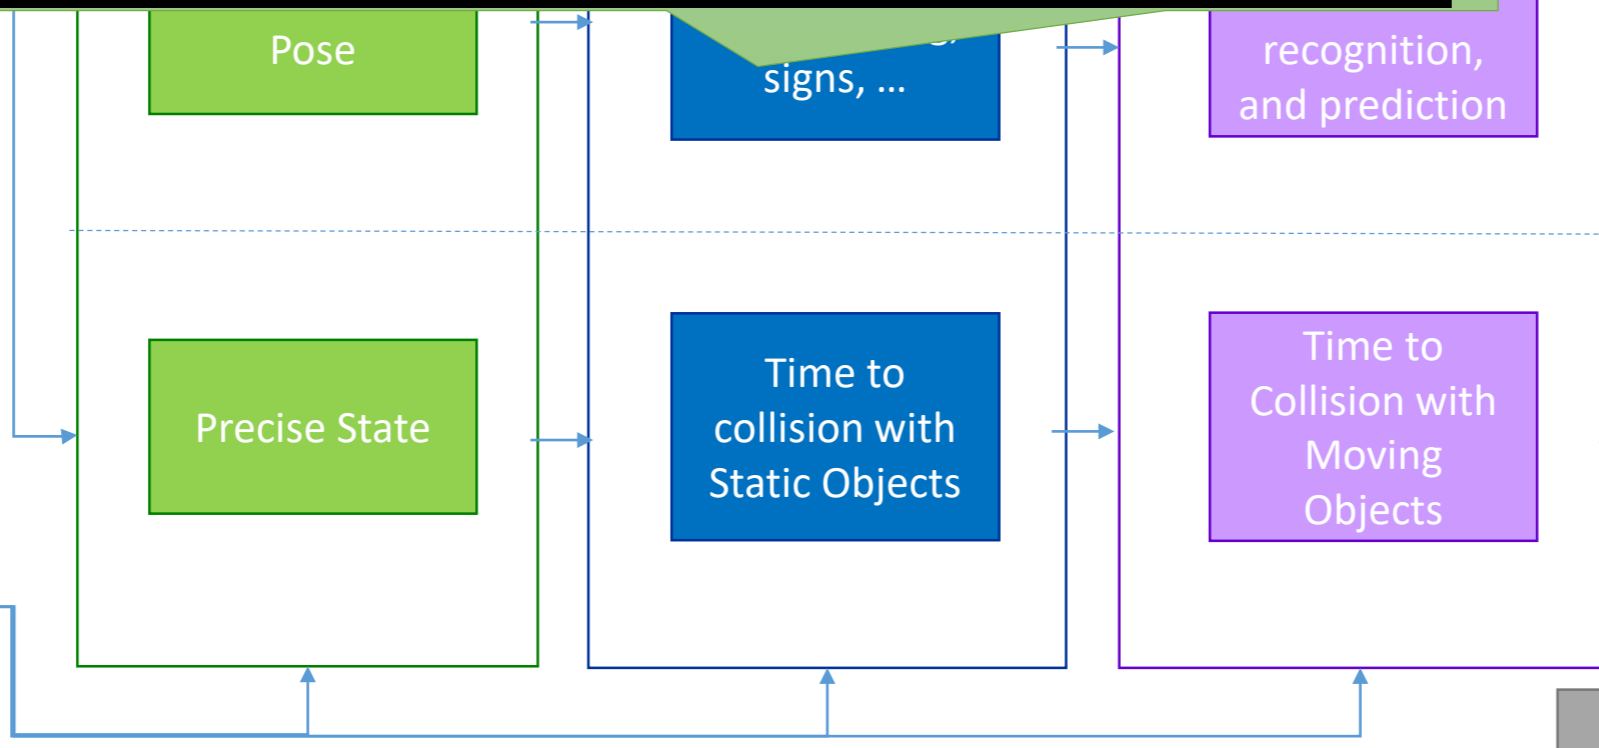 Pose
signs, ...
recognition,
and prediction
Precise State
Time to
collision with
Static Objects
Time to
Collision with
Moving
Objects